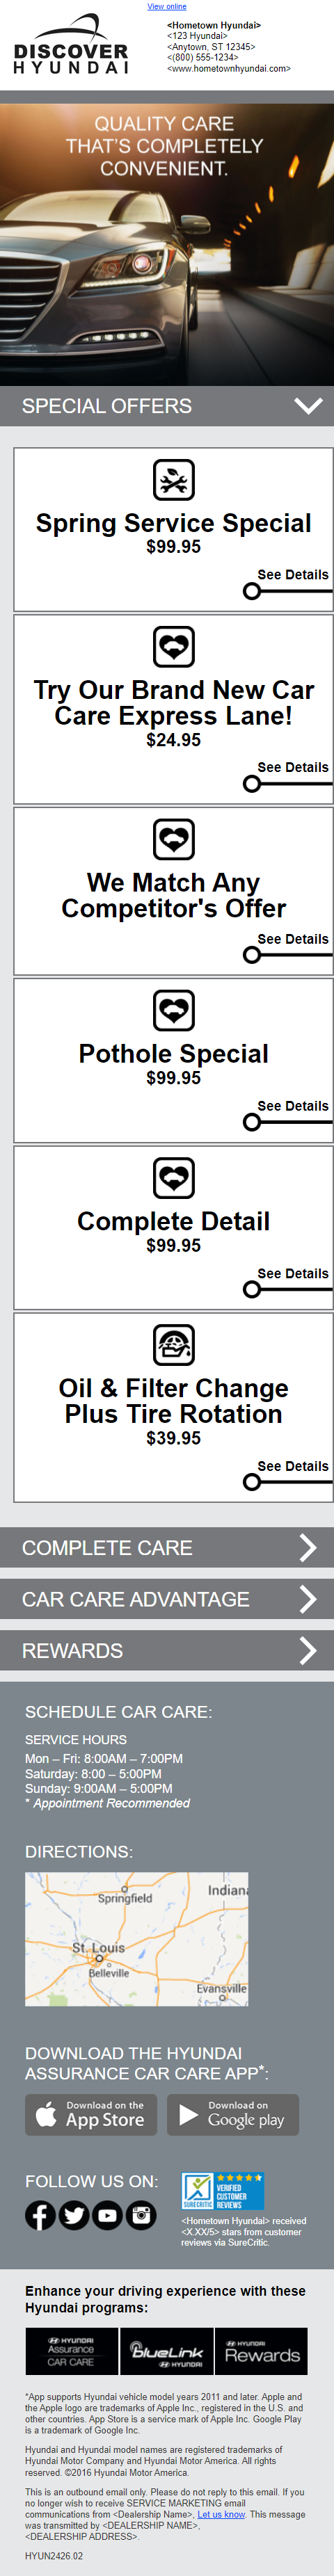 View online
DISCOVER
HYUNDAI
<Hometown Hyundai>
<123 Hyundai>
<Anytown, ST 12345>
<(800) 555-1234>
<www.hometownhyundai.com>
QUALITY CARE
THAT'S COMPLETELY
CONVENIENT.
SPECIAL OFFERS
Spring Service Special
$99.95
See Details
Try Our Brand New Car
Care Express Lane!
$24.95
See Details
We Match Any
Competitor's Offer
See Details
Pothole Special
$99.95
See Details
Complete Detail
$99.95
See Details
Oil & Filter Change
Plus Tire Rotation
$39.95
See Details
COMPLETE CARE
CAR CARE ADVANTAGE
REWARDS
SCHEDULE CAR CARE:
SERVICE HOURS
Mon – Fri: 8:00AM – 7:00PM
Saturday: 8:00 – 5:00PM
Sunday: 9:00AM – 5:00PM
* Appointment Recommended
DIRECTIONS:
Springfield
Indiana
St. Louis
Belleville
Evansville
DOWNLOAD THE HYUNDAI
ASSURANCE CAR CARE APP*:
Download on the
App Store
Download on
Google play
FOLLOW US ON:
SURECRITIC
VERIFIED
CUSTOMER
REVIEWS
<Hometown Hyundai> received
<X.XX/5> stars from customer
reviews via SureCritic.
Enhance your driving experience with these
Hyundai programs:
HYUNDAI
Assurance
CAR CARE
BlueLink
HYUNDAI
HYUNDAI
Rewards
*App supports Hyundai vehicle model years 2011 and later. Apple and
the Apple logo are trademarks of Apple Inc., registered in the U.S. and
other countries. App Store is a service mark of Apple Inc. Google Play
is a trademark of Google Inc.
Hyundai and Hyundai model names are registered trademarks of
Hyundai Motor Company and Hyundai Motor America. All rights
reserved. ©2016 Hyundai Motor America.
This is an outbound email only. Please do not reply to this email. If you
no longer wish to receive SERVICE MARKETING email
communications from <Dealership Name>, Let us know. This message
was transmitted by <DEALERSHIP NAME>,
<DEALERSHIP ADDRESS>.
HYUN2426.02